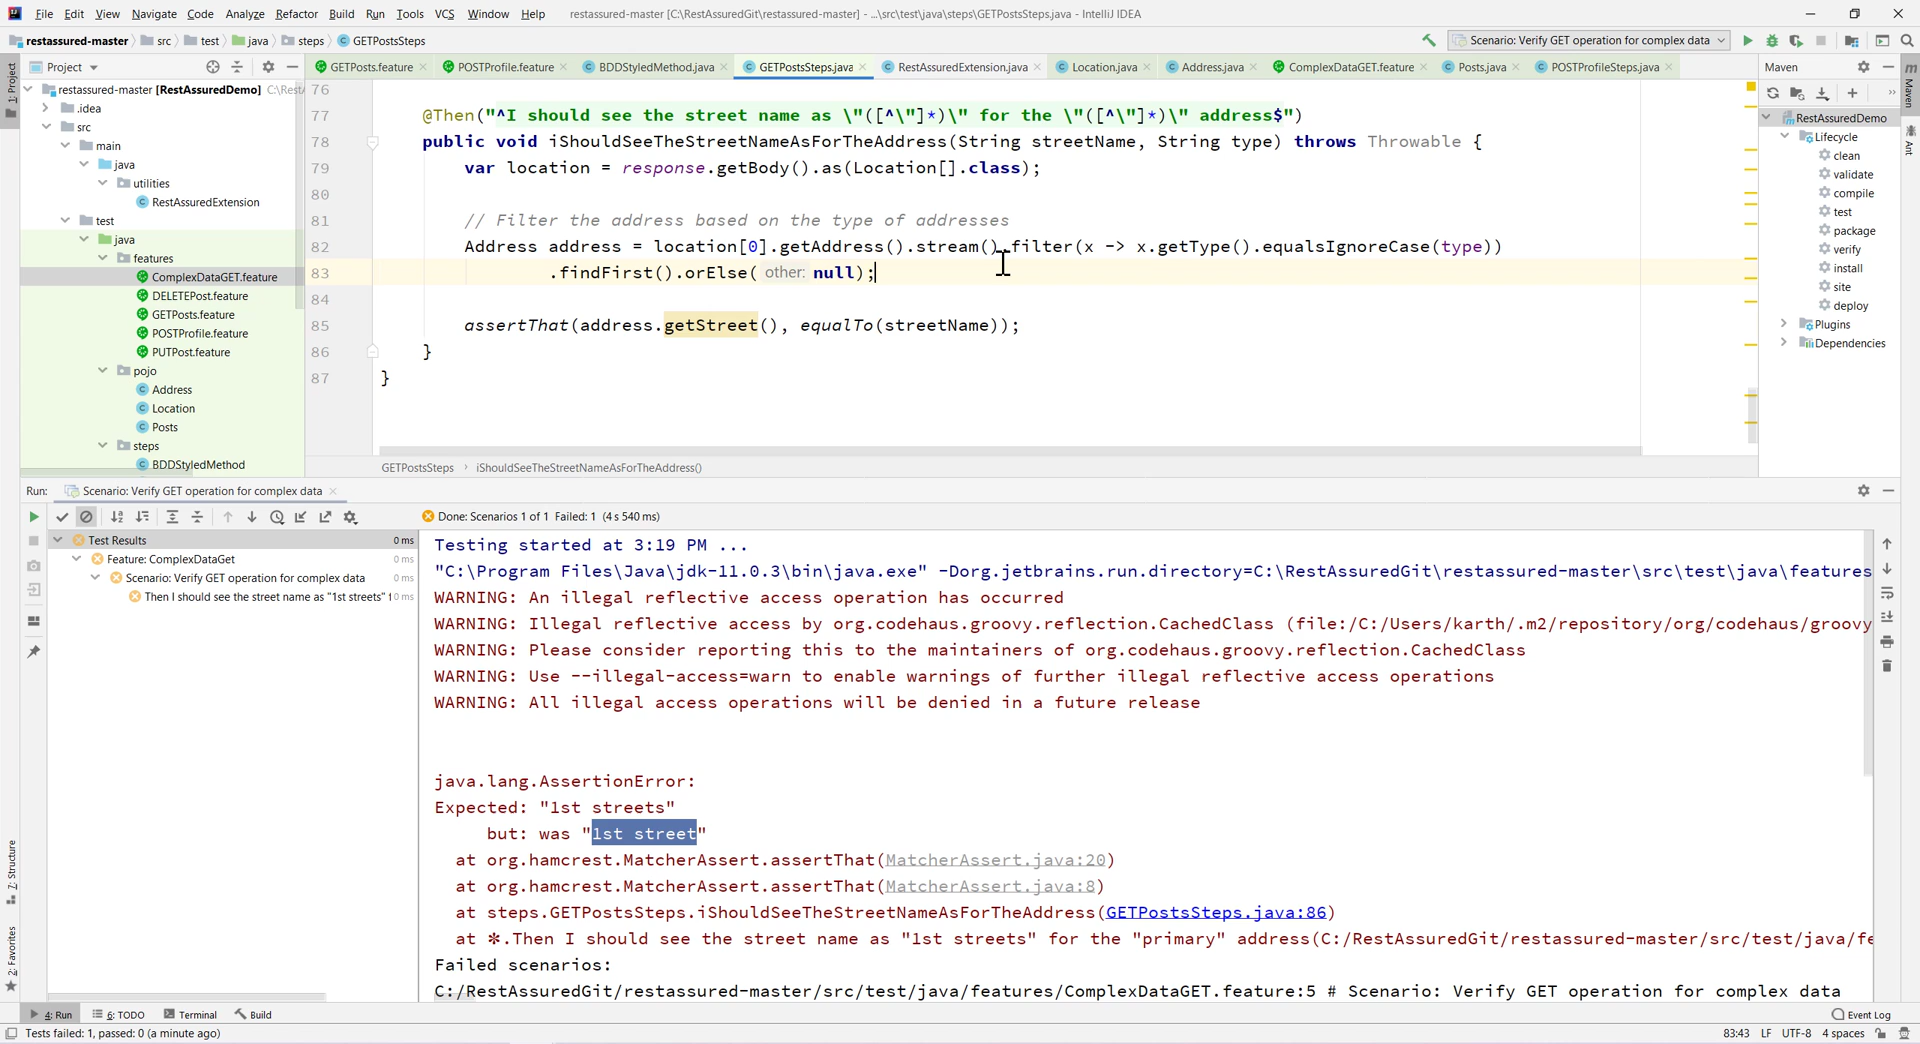 File Edit View Navigate Code Analyze Refactor Build Run Tools VCS Window Help restassured-master [C:\RestAssuredGit\restassured-master] - ...\src\test\java\steps\GETPostsSteps.java - IntelliJ IDEA
restassured-master src test java steps GETPostsSteps Scenario: Verify GET operation for complex data
Project GETPosts.feature POSTProfile.feature BDDStyledMethod.java GETPostsSteps.java RestAssuredExtension.java Location.java Address.java ComplexDataGET.feature Posts.java POSTProfileSteps.java Maven
1: Project
restassured-master [RestAssuredDemo] C:\RestA
.idea
src
main
java
utilities
RestAssuredExtension
test
java
features
ComplexDataGET.feature
DELETEPost.feature
GETPosts.feature
POSTProfile.feature
PUTPost.feature
pojo
Address
Location
Posts
steps
BDDStyledMethod
76
77 @Then("^I should see the street name as \"([^\"]*)\" for the \"([^\"]*)\" address$")
78 public void iShouldSeeTheStreetNameAsForTheAddress(String streetName, String type) throws Throwable {
79 var location = response.getBody().as(Location[].class);
80
81 // Filter the address based on the type of addresses
82 Address address = location[0].getAddress().stream().filter(x -> x.getType().equalsIgnoreCase(type))
83 .findFirst().orElse( other: null);
84
85 assertThat(address.getStreet(), equalTo(streetName));
86 }
87 }
GETPostsSteps iShouldSeeTheStreetNameAsForTheAddress()
RestAssuredDemo
Lifecycle
clean
validate
compile
test
package
verify
install
site
deploy
Plugins
Dependencies
Maven
Ant
Run: Scenario: Verify GET operation for complex data
Done: Scenarios 1 of 1 Failed: 1 (4 s 540 ms)
Test Results 0 ms
Feature: ComplexDataGet 0 ms
Scenario: Verify GET operation for complex data 0 ms
Then I should see the street name as "1st streets" f 0 ms
Testing started at 3:19 PM ...
"C:\Program Files\Java\jdk-11.0.3\bin\java.exe" -Dorg.jetbrains.run.directory=C:\RestAssuredGit\restassured-master\src\test\java\features
WARNING: An illegal reflective access operation has occurred
WARNING: Illegal reflective access by org.codehaus.groovy.reflection.CachedClass (file:/C:/Users/karth/.m2/repository/org/codehaus/groovy
WARNING: Please consider reporting this to the maintainers of org.codehaus.groovy.reflection.CachedClass
WARNING: Use --illegal-access=warn to enable warnings of further illegal reflective access operations
WARNING: All illegal access operations will be denied in a future release
java.lang.AssertionError:
Expected: "1st streets"
but: was "1st street"
at org.hamcrest.MatcherAssert.assertThat(MatcherAssert.java:20)
at org.hamcrest.MatcherAssert.assertThat(MatcherAssert.java:8)
at steps.GETPostsSteps.iShouldSeeTheStreetNameAsForTheAddress(GETPostsSteps.java:86)
at ✽.Then I should see the street name as "1st streets" for the "primary" address(C:/RestAssuredGit/restassured-master/src/test/java/fe
Failed scenarios:
C:/RestAssuredGit/restassured-master/src/test/java/features/ComplexDataGET.feature:5 # Scenario: Verify GET operation for complex data
7: Structure
2: Favorites
4: Run 6: TODO Terminal Build Event Log
Tests failed: 1, passed: 0 (a minute ago) 83:43 LF UTF-8 4 spaces